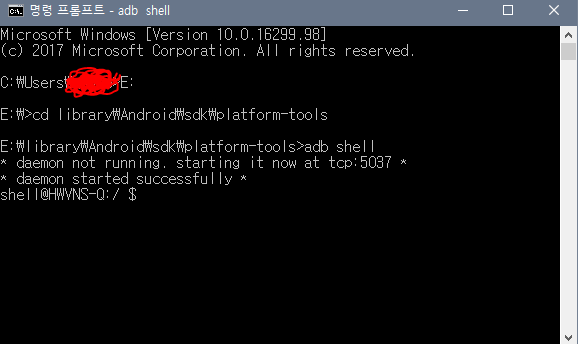 명령 프롬프트 - adb shell
Microsoft Windows [Version 10.0.16299.98]
(c) 2017 Microsoft Corporation. All rights reserved.
C:₩Users₩>E:
E:₩>cd library₩Android₩sdk₩platform-tools
E:₩library₩Android₩sdk₩platform-tools>adb shell
* daemon not running. starting it now at tcp:5037 *
* daemon started successfully *
shell@HWVNS-Q:/ $